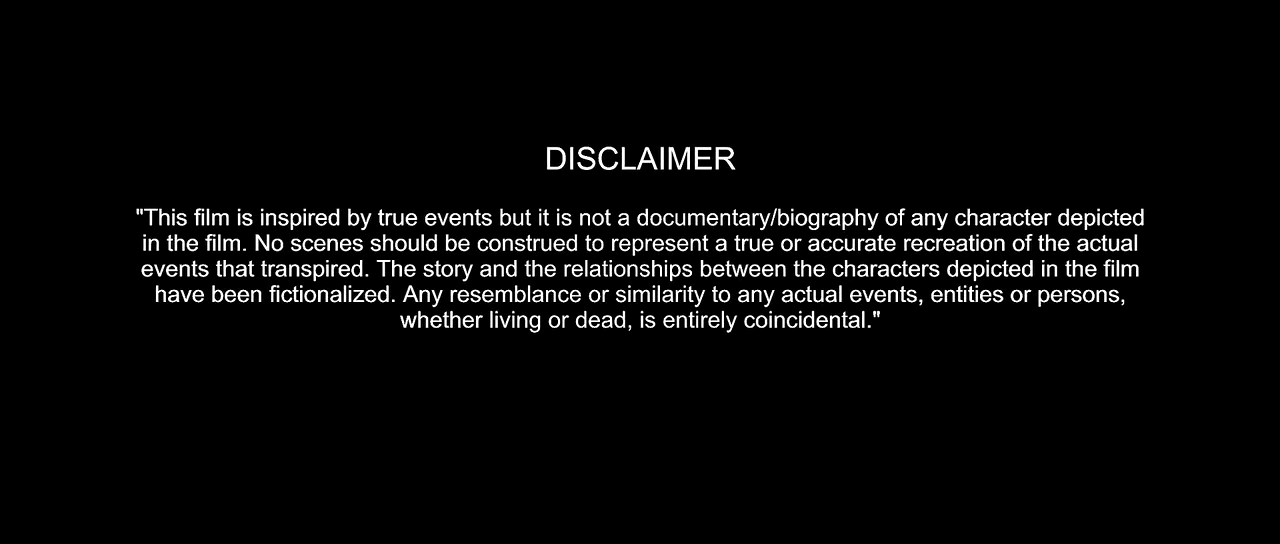 DISCLAIMER
"This film is inspired by true events but it is not a documentary/biography of any character depicted
in the film. No scenes should be construed to represent a true or accurate recreation of the actual
events that transpired. The story and the relationships between the characters depicted in the film
have been fictionalized. Any resemblance or similarity to any actual events, entities or persons,
whether living or dead, is entirely coincidental."